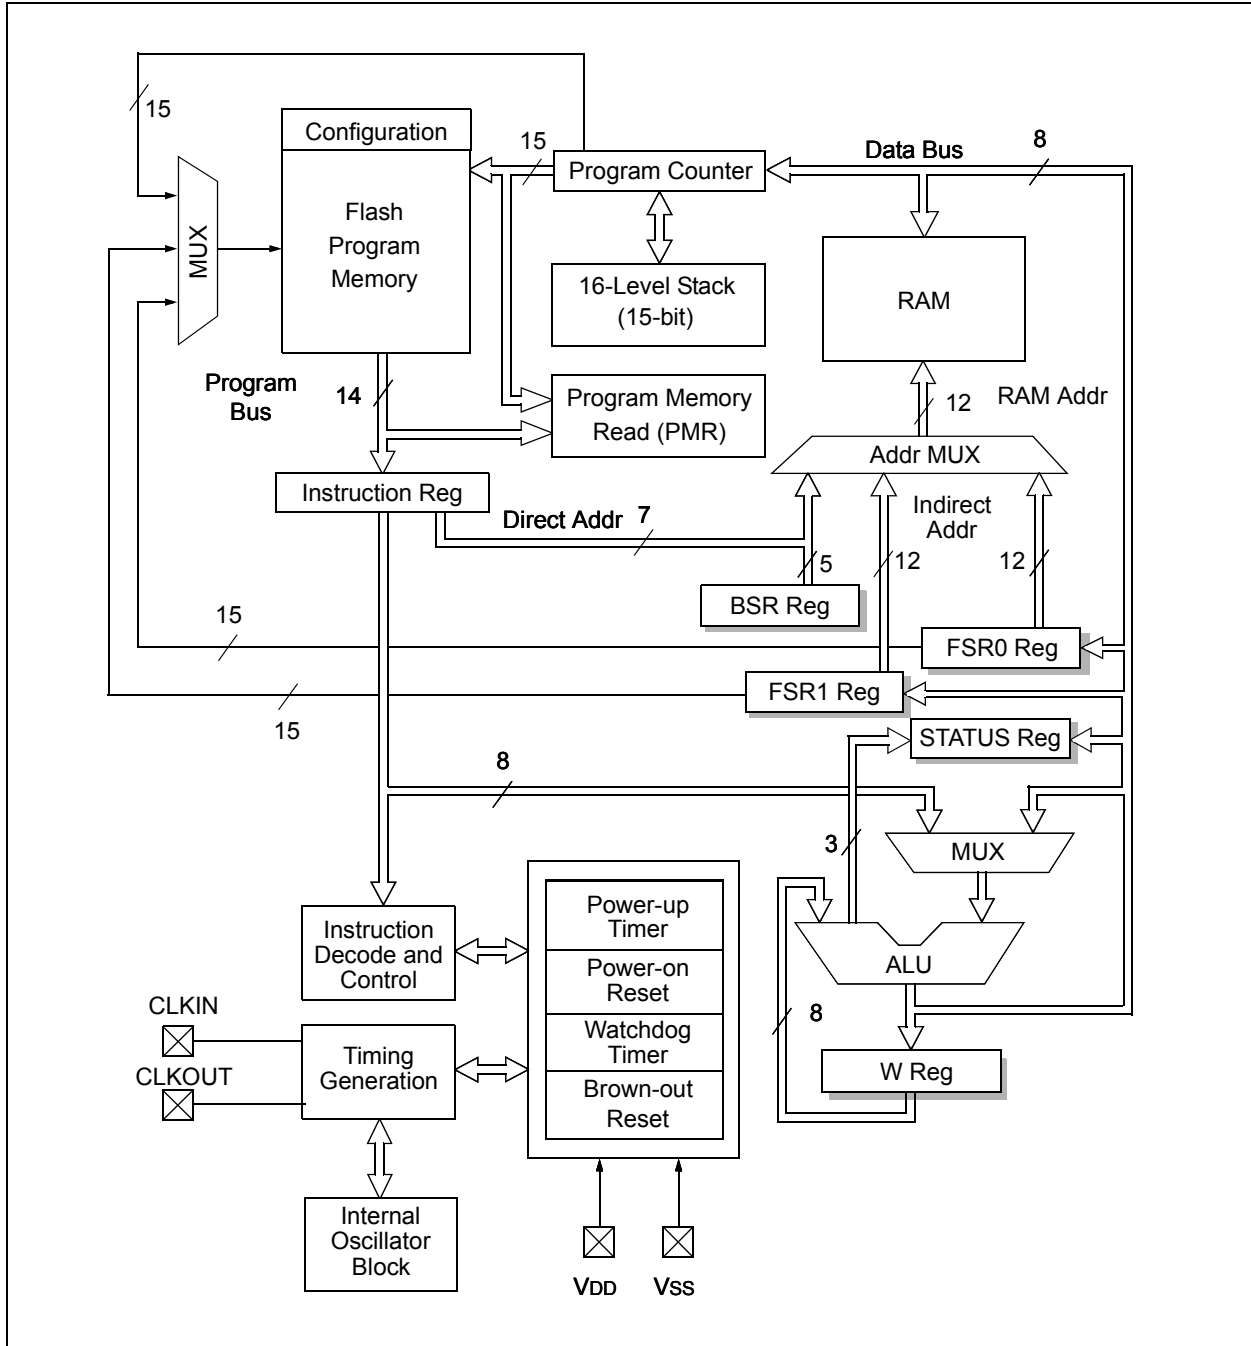 15
Configuration
15
Program Counter
Data Bus
8
MUX
Flash
Program
Memory
16-Level Stack
(15-bit)
RAM
Program
Bus
14
Program Memory
Read (PMR)
12
RAM Addr
Addr MUX
Instruction Reg
Direct Addr
7
Indirect
Addr
5
12
12
BSR Reg
15
FSR0 Reg
FSR1 Reg
15
STATUS Reg
8
3
MUX
Power-up
Timer
Instruction
Decode and
Control
ALU
Power-on
Reset
CLKIN
8
Watchdog
Timer
Timing
Generation
W Reg
CLKOUT
Brown-out
Reset
Internal
Oscillator
Block
VDD
VSS